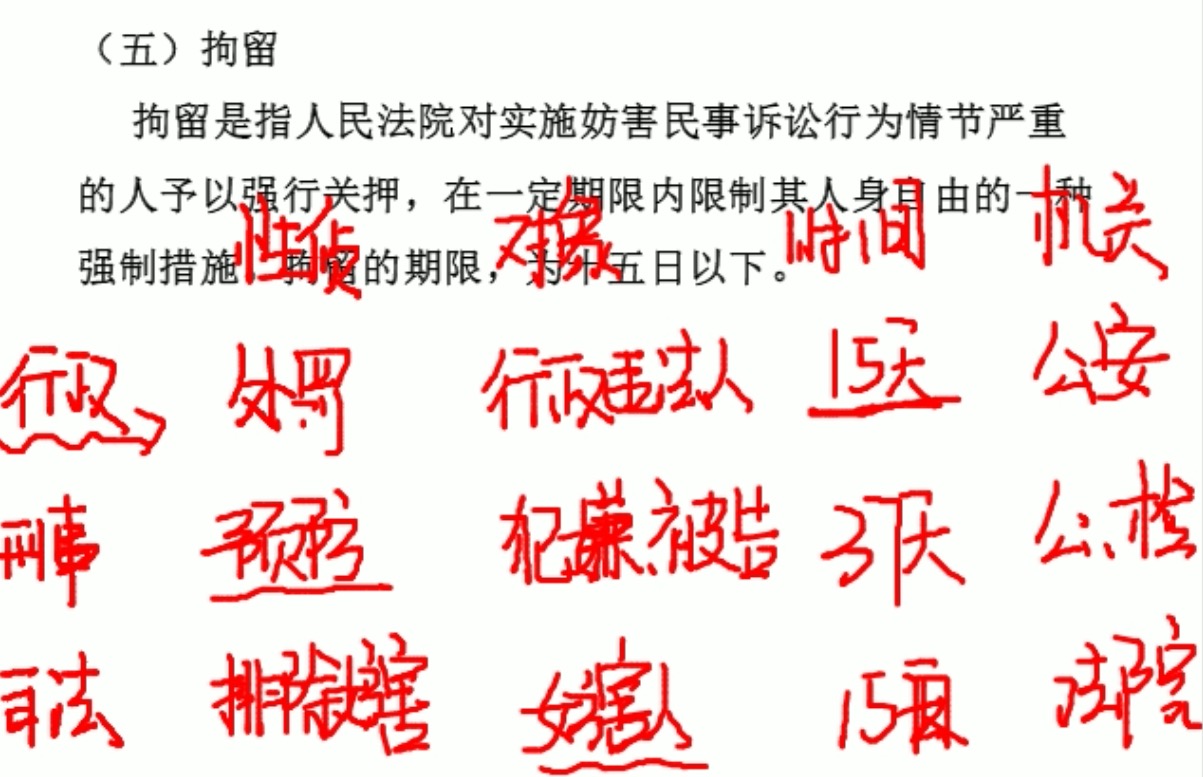 （五）拘留
拘留是指人民法院对实施妨害民事诉讼行为情节严重
的人予以强行关押，在一定期限内限制其人身自由的一种
强制措施。拘留的期限，为十五日以下。
性质 对象 时间 机关
行政 处罚 行政违法人 15天 公安
刑事 预防 犯嫌、被告 37天 公、检
司法 排除妨害 妨害人 15日 法院